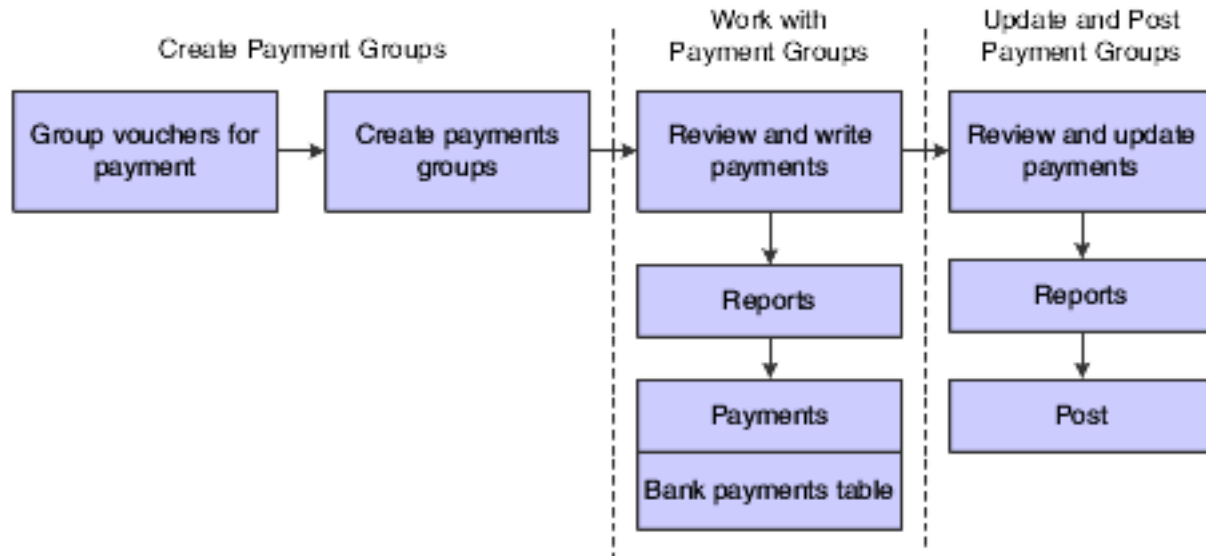 Create Payment Groups
Work with
Payment Groups
Update and Post
Payment Groups
Group vouchers for
payment
Create payments
groups
Review and write
payments
Review and update
payments
Reports
Reports
Payments
Post
Bank payments table